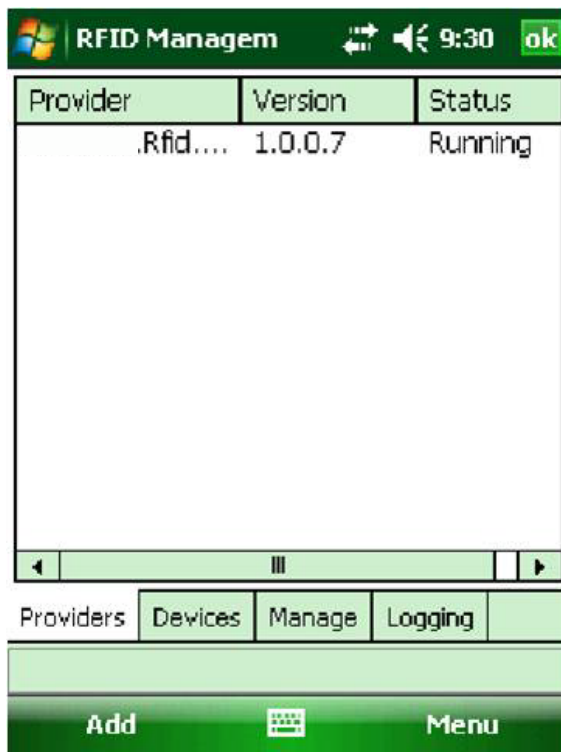 RFID Managem 9:30 ok
Provider Version Status
.Rfid.... 1.0.0.7 Running
Providers Devices Manage Logging
Add Menu